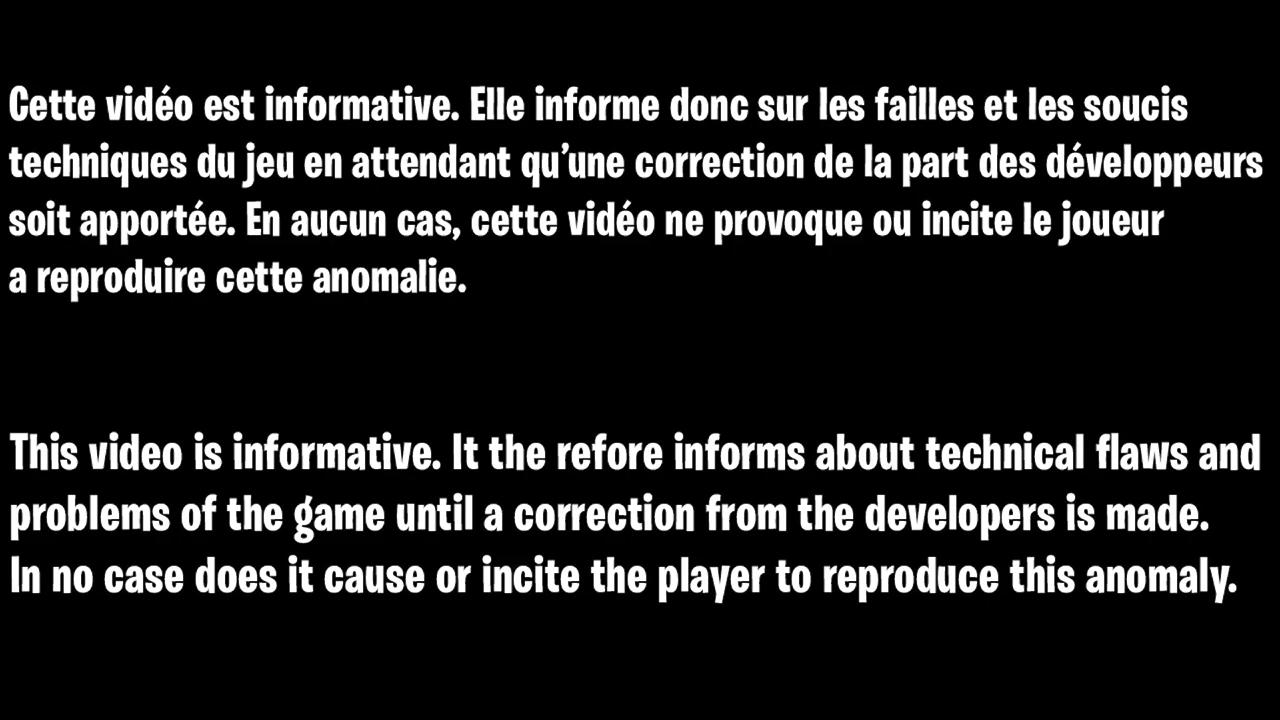 Cette vidéo est informative. Elle informe donc sur les failles et les soucis
techniques du jeu en attendant qu’une correction de la part des développeurs
soit apportée. En aucun cas, cette vidéo ne provoque ou incite le joueur
a reproduire cette anomalie.
This video is informative. It the refore informs about technical flaws and
problems of the game until a correction from the developers is made.
In no case does it cause or incite the player to reproduce this anomaly.